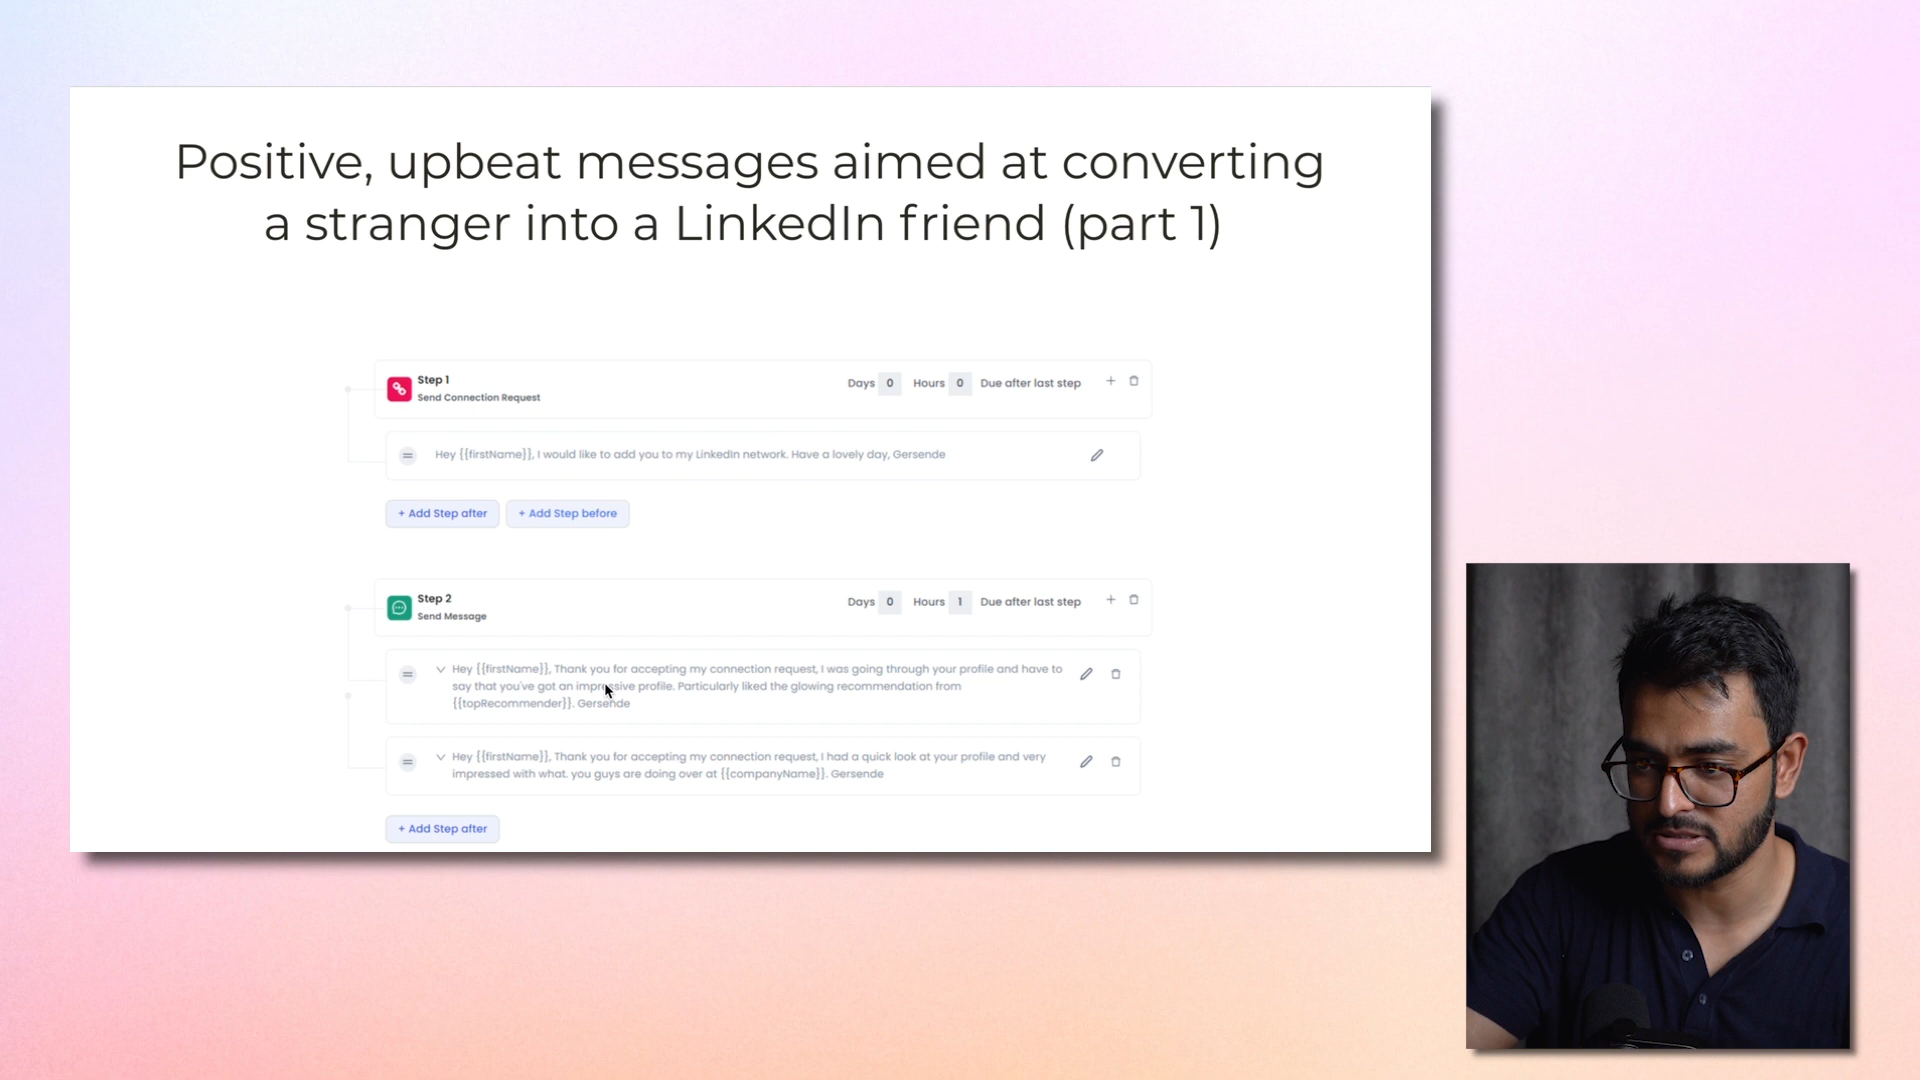 Positive, upbeat messages aimed at converting
a stranger into a LinkedIn friend (part 1)
Step 1
Send Connection Request
Days 0 Hours 0 Due after last step
Hey {{firstName}}, I would like to add you to my LinkedIn network. Have a lovely day, Gersende
+ Add Step after
+ Add Step before
Step 2
Send Message
Days 0 Hours 1 Due after last step
Hey {{firstName}}, Thank you for accepting my connection request, I was going through your profile and have to
say that you've got an impressive profile. Particularly liked the glowing recommendation from
{{topRecommender}}. Gersende
Hey {{firstName}}, Thank you for accepting my connection request, I had a quick look at your profile and very
impressed with what. you guys are doing over at {{companyName}}. Gersende
+ Add Step after